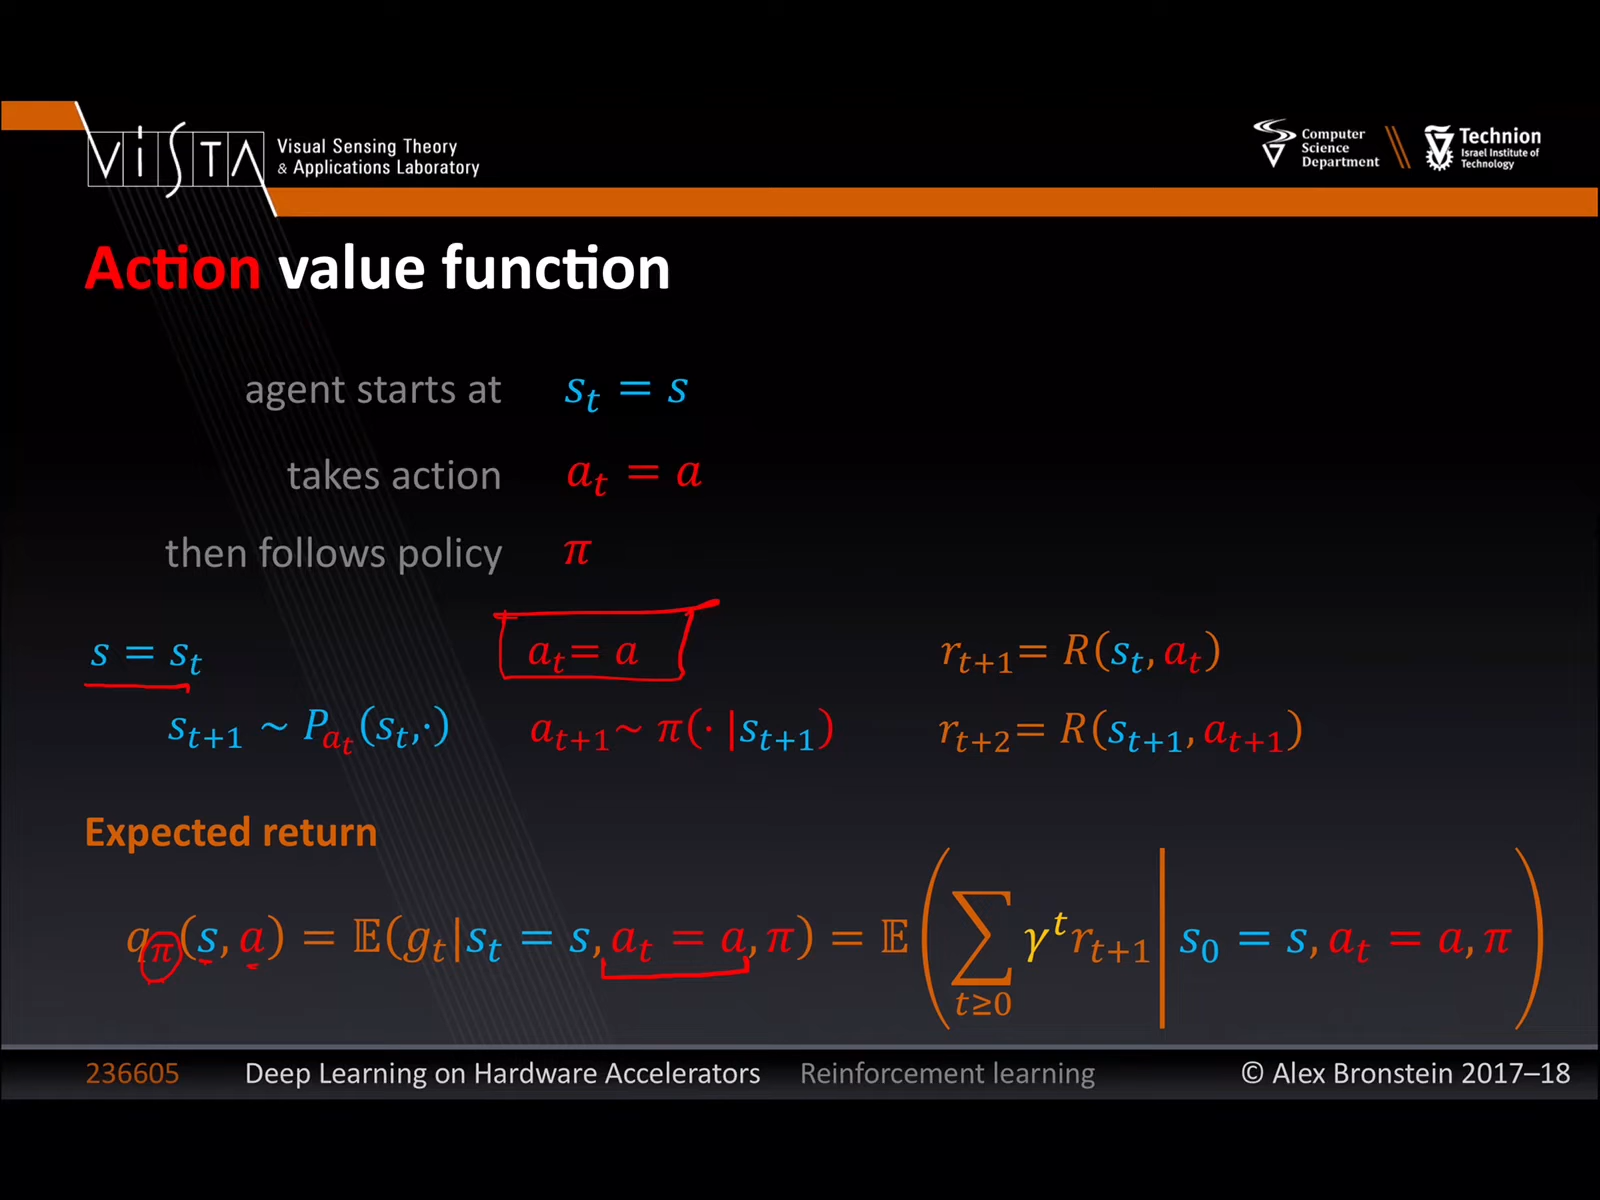 ViSTA Visual Sensing Theory
& Applications Laboratory
Computer
Science
Department
Technion
Israel Institute of
Technology
Action value function
agent starts at s_t = s
takes action a_t = a
then follows policy π
s = s_t a_t = a r_{t+1} = R(s_t, a_t)
s_{t+1} ~ P_{a_t}(s_t,·) a_{t+1} ~ π(· |s_{t+1}) r_{t+2} = R(s_{t+1}, a_{t+1})
Expected return
q_π(s, a) = 𝔼(g_t|s_t = s, a_t = a, π) = 𝔼(∑_{t≥0} γ^t r_{t+1} | s_0 = s, a_t = a, π)
236605 Deep Learning on Hardware Accelerators Reinforcement learning © Alex Bronstein 2017–18